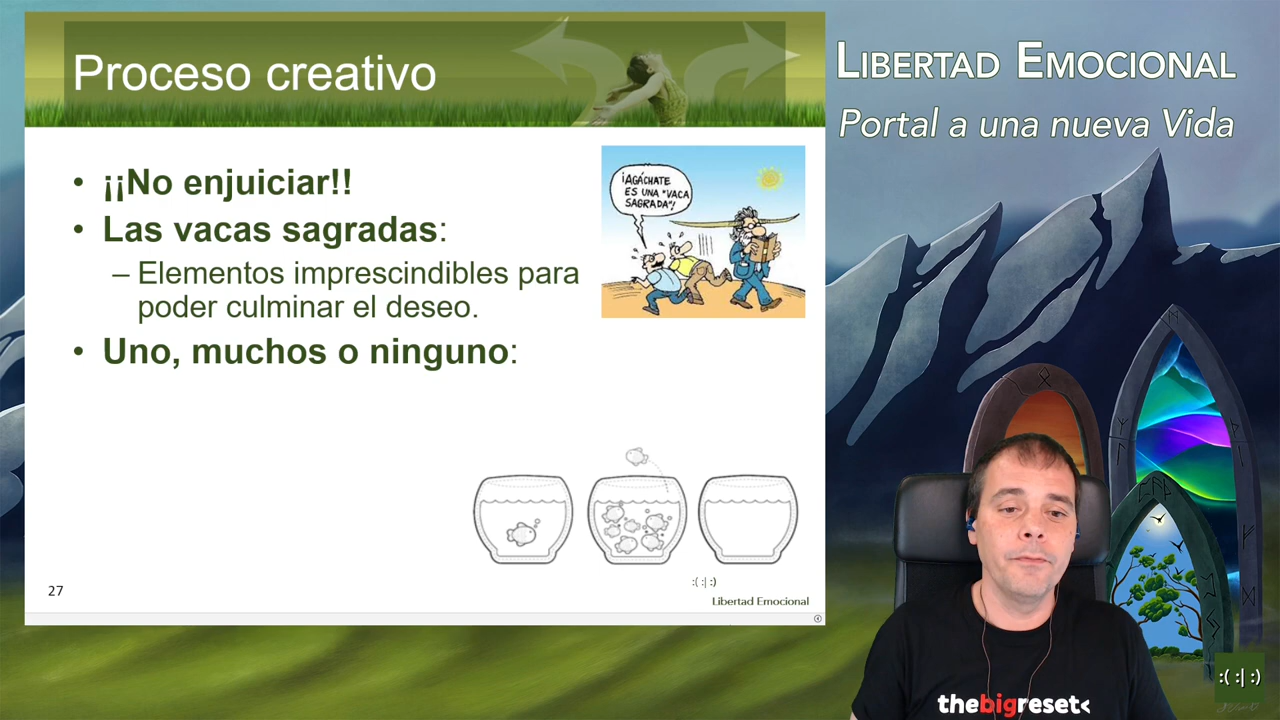 Proceso creativo
LIBERTAD EMOCIONAL
Portal a una nueva Vida
• ¡¡No enjuiciar!!
• Las vacas sagradas:
– Elementos imprescindibles para
poder culminar el deseo.
• Uno, muchos o ninguno:
¡AGÁCHATE
ES UNA "VACA
SAGRADA"!
27
:( :| :)
Libertad Emocional
thebigreset<
:( :| :)